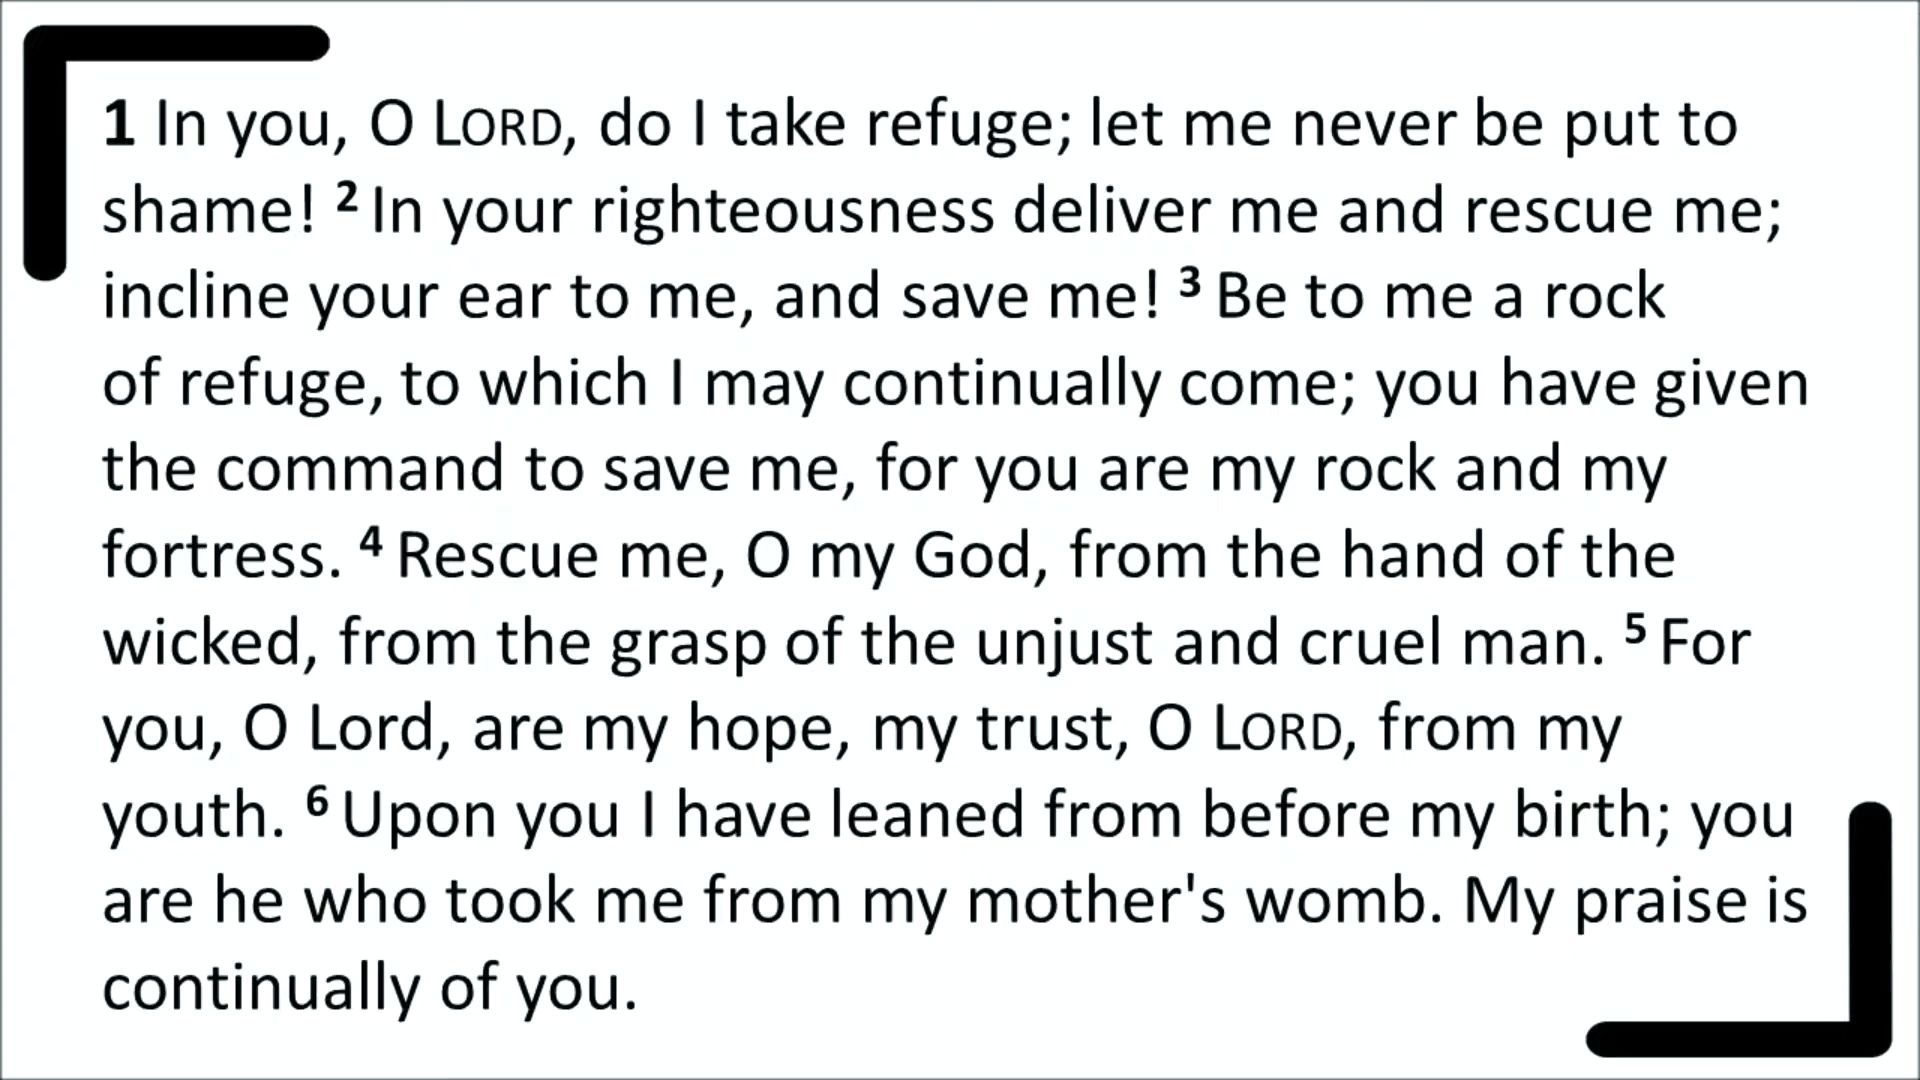 1 In you, O LORD, do I take refuge; let me never be put to
shame! 2 In your righteousness deliver me and rescue me;
incline your ear to me, and save me! 3 Be to me a rock
of refuge, to which I may continually come; you have given
the command to save me, for you are my rock and my
fortress. 4 Rescue me, O my God, from the hand of the
wicked, from the grasp of the unjust and cruel man. 5 For
you, O Lord, are my hope, my trust, O LORD, from my
youth. 6 Upon you I have leaned from before my birth; you
are he who took me from my mother's womb. My praise is
continually of you.